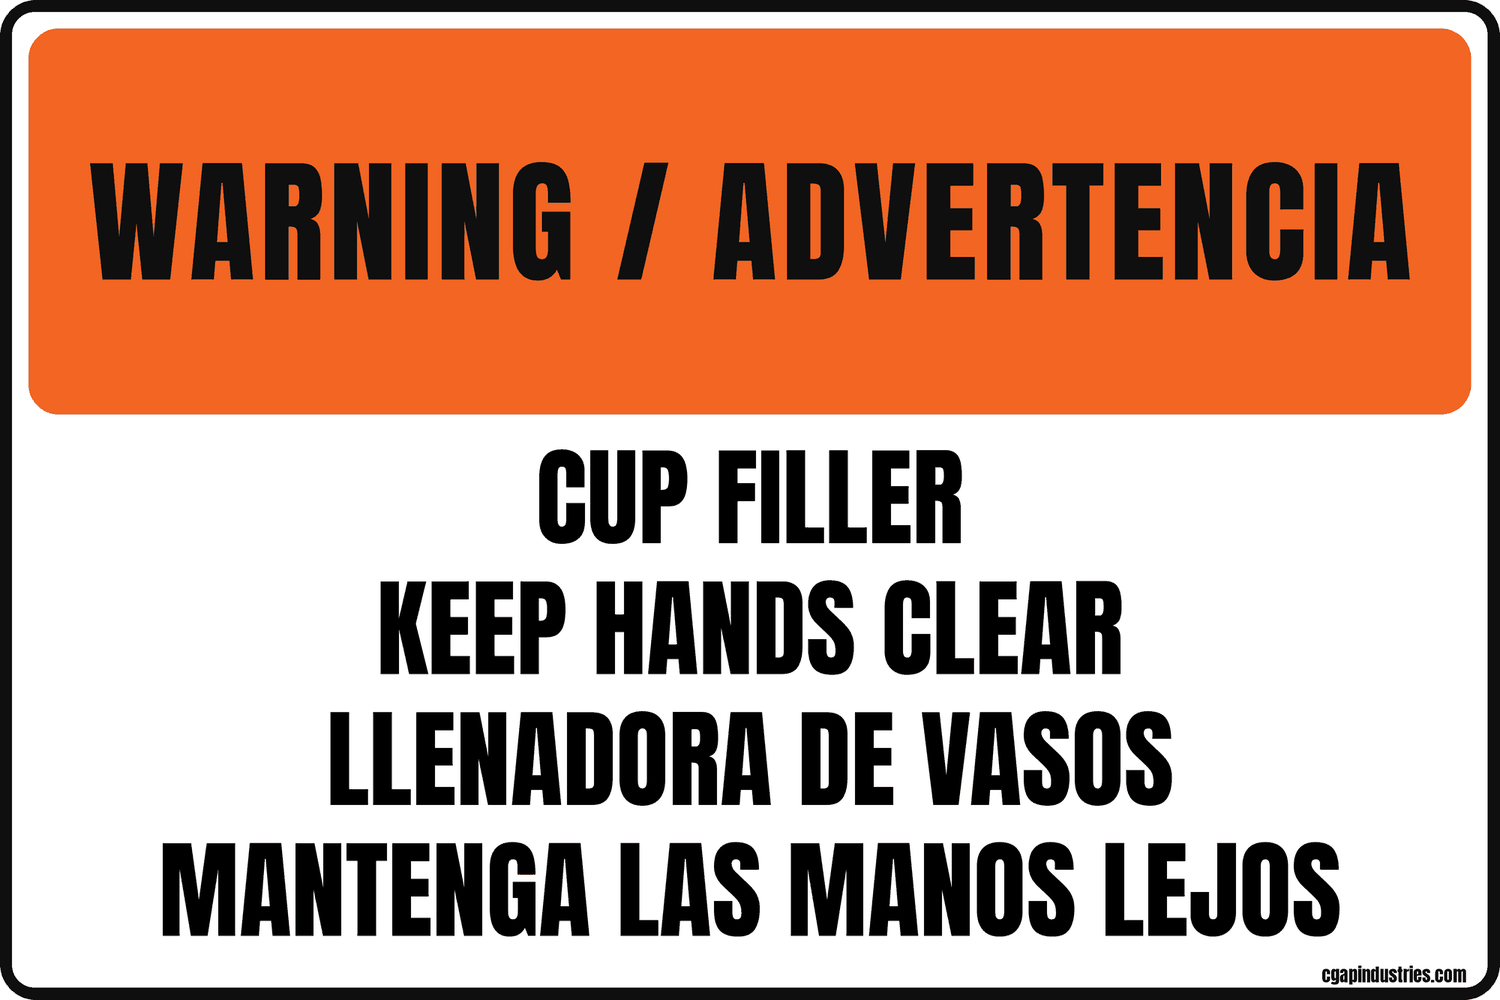 WARNING / ADVERTENCIA
CUP FILLER
KEEP HANDS CLEAR
LLENADORA DE VASOS
MANTENGA LAS MANOS LEJOS
cgapindustries.com